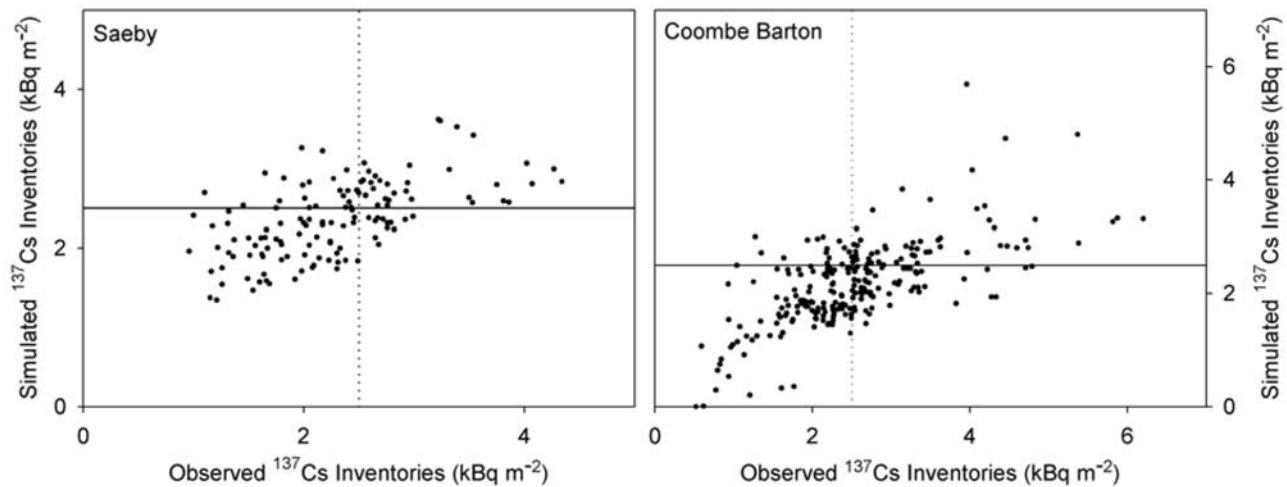 Saeby
Simulated ¹³⁷Cs Inventories (kBq m⁻²)
4
2
0
0 2 4
Observed ¹³⁷Cs Inventories (kBq m⁻²)
Coombe Barton
6
4
2
0
Simulated ¹³⁷Cs Inventories (kBq m⁻²)
0 2 4 6
Observed ¹³⁷Cs Inventories (kBq m⁻²)